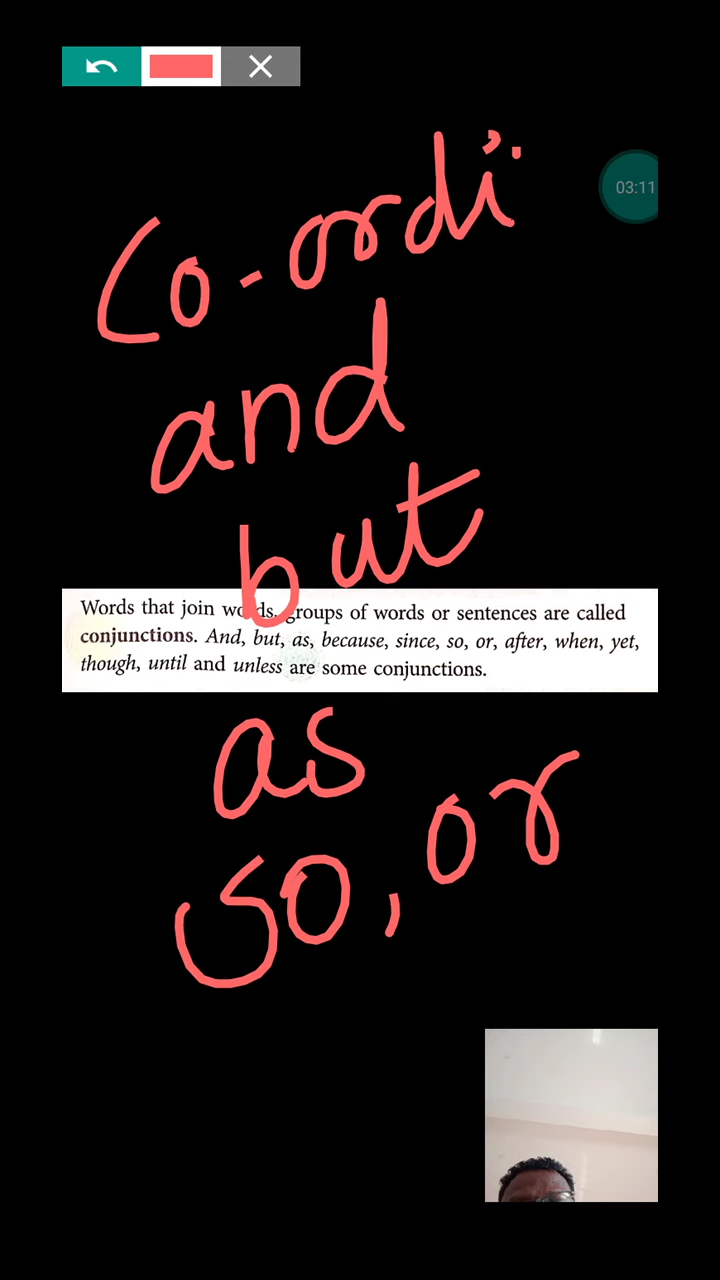 03:11
Co-ordi
and
but
Words that join words, groups of words or sentences are called
conjunctions. And, but, as, because, since, so, or, after, when, yet,
though, until and unless are some conjunctions.
as
so, or